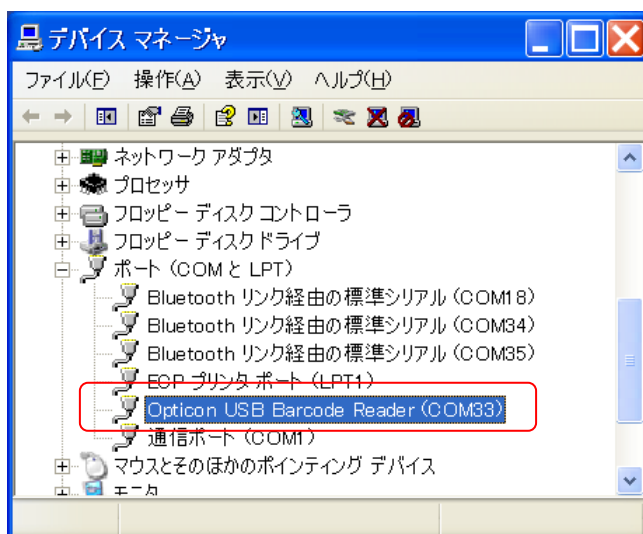 デバイス マネージャ
ファイル(F) 操作(A) 表示(V) ヘルプ(H)
ネットワーク アダプタ
プロセッサ
フロッピー ディスク コントローラ
フロッピー ディスク ドライブ
ポート (COM と LPT)
Bluetooth リンク経由の標準シリアル (COM18)
Bluetooth リンク経由の標準シリアル (COM34)
Bluetooth リンク経由の標準シリアル (COM35)
ECP プリンタ ポート (LPT1)
Opticon USB Barcode Reader (COM33)
通信ポート (COM1)
マウスとそのほかのポインティング デバイス
モニタ